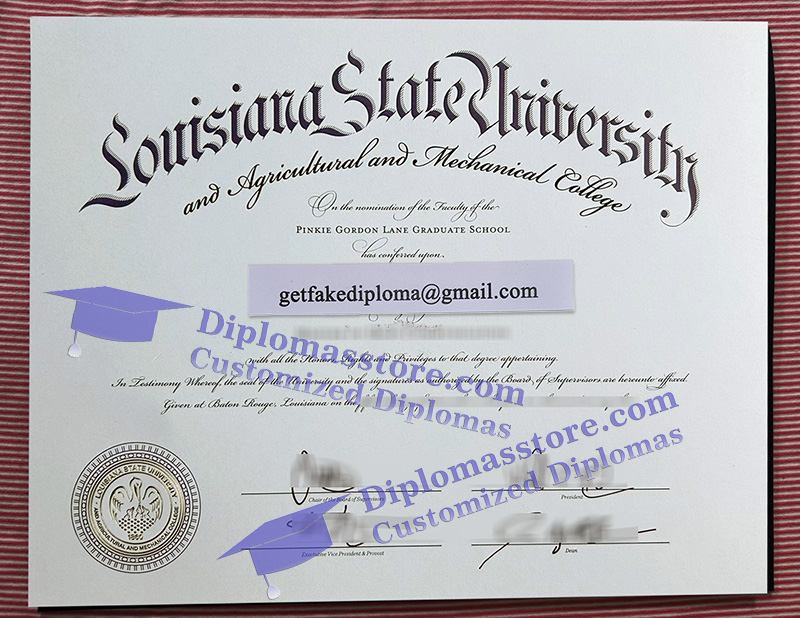 Louisiana State University
and Agricultural and Mechanical College
On the nomination of the Faculty of the
PINKIE GORDON LANE GRADUATE SCHOOL
has conferred upon
getfakediploma@gmail.com
Diplomasstore.com
Customized Diplomas
with all the Honors, Rights and Privileges to that degree appertaining.
In Testimony Whereof, the seal of the University and the signatures as authorized by the Board of Supervisors are hereunto affixed.
Given at Baton Rouge, Louisiana on the
Diplomasstore.com
Customized Diplomas
LOUISIANA STATE UNIVERSITY
AND AGRICULTURAL AND MECHANICAL COLLEGE
1860
Chair of the Board of Supervisors
President
Executive Vice President & Provost
Dean